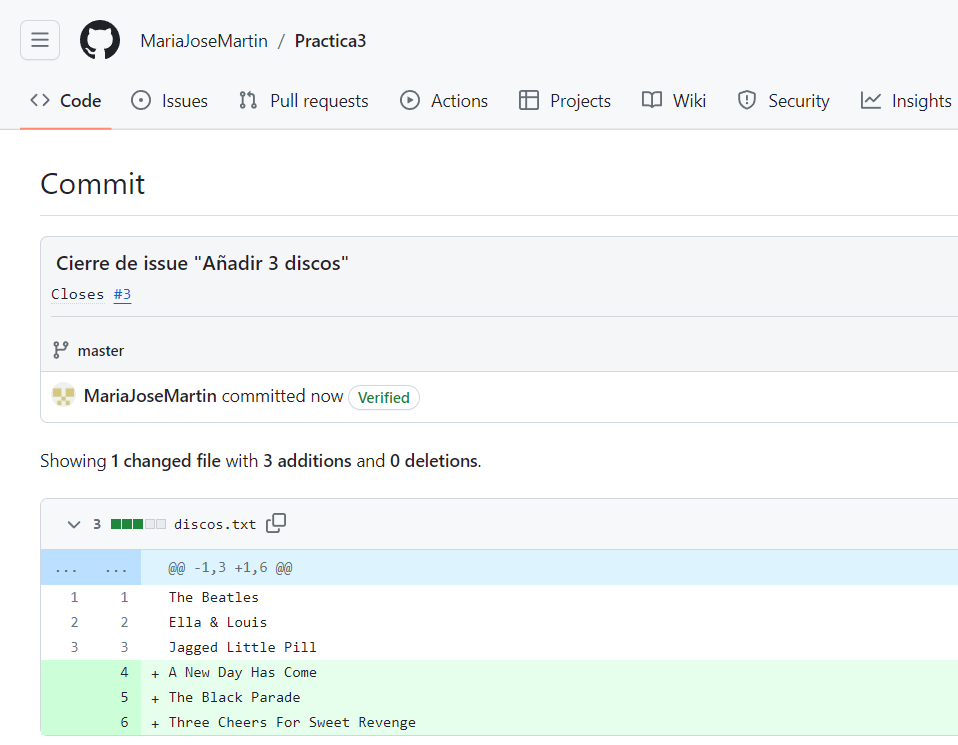 MariaJoseMartin / Practica3
Code Issues Pull requests Actions Projects Wiki Security Insights
Commit
Cierre de issue "Añadir 3 discos"
Closes #3
master
MariaJoseMartin committed now Verified
Showing 1 changed file with 3 additions and 0 deletions.
3 discos.txt
... ... @@ -1,3 +1,6 @@
1 1 The Beatles
2 2 Ella & Louis
3 3 Jagged Little Pill
4 + A New Day Has Come
5 + The Black Parade
6 + Three Cheers For Sweet Revenge